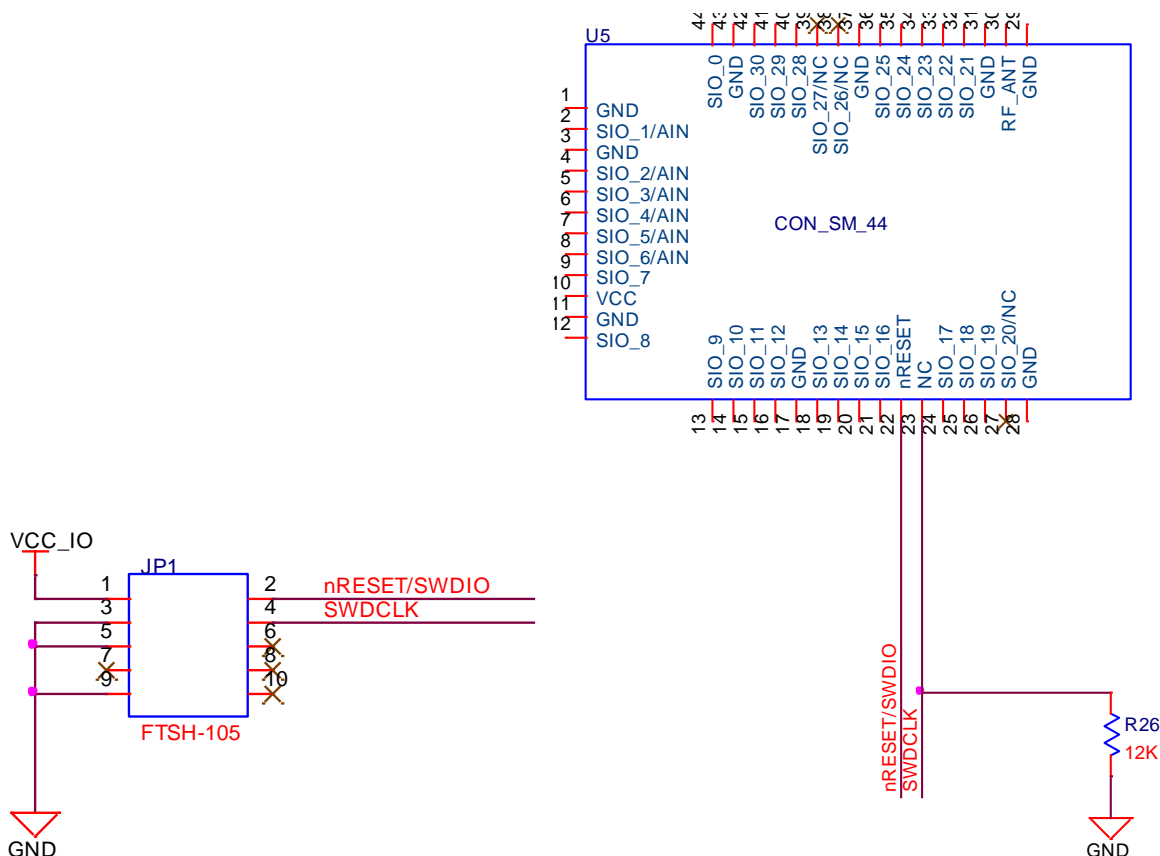 44 43 42 41 40 39 38 37 36 35 34 33 32 31 30 29
U5
SIO_0
GND
SIO_30
SIO_29
SIO_28
SIO_27/NC
SIO_26/NC
GND
SIO_25
SIO_24
SIO_23
SIO_22
SIO_21
GND
RF_ANT
GND
1
GND
2
SIO_1/AIN
3
GND
4
SIO_2/AIN
5
SIO_3/AIN
6
SIO_4/AIN
7
SIO_5/AIN
8
SIO_6/AIN
9
SIO_7
10
VCC
11
GND
12
SIO_8
CON_SM_44
SIO_9
SIO_10
SIO_11
SIO_12
GND
SIO_13
SIO_14
SIO_15
SIO_16
nRESET
NC
SIO_17
SIO_18
SIO_19
SIO_20/NC
GND
13 14 15 16 17 18 19 20 21 22 23 24 25 26 27 28
VCC_IO
JP1
1
2
nRESET/SWDIO
3
4
SWDCLK
5
6
7
8
9
10
FTSH-105
GND
nRESET/SWDIO
SWDCLK
R26
12K
GND